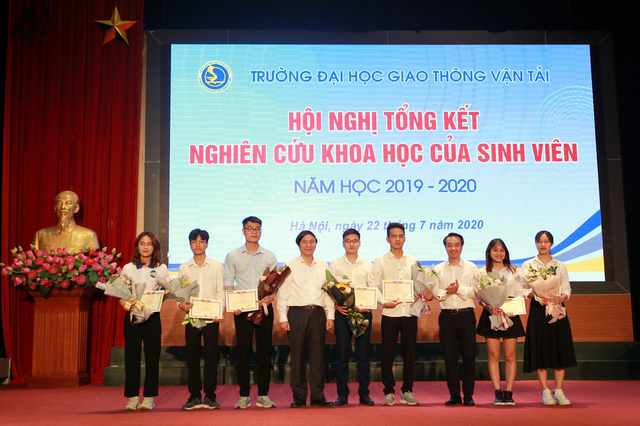 TRƯỜNG ĐẠI HỌC GIAO THÔNG VẬN TẢI
HỘI NGHỊ TỔNG KẾT
NGHIÊN CỨU KHOA HỌC CỦA SINH VIÊN
NĂM HỌC 2019 - 2020
Hà Nội, ngày 22 tháng 7 năm 2020